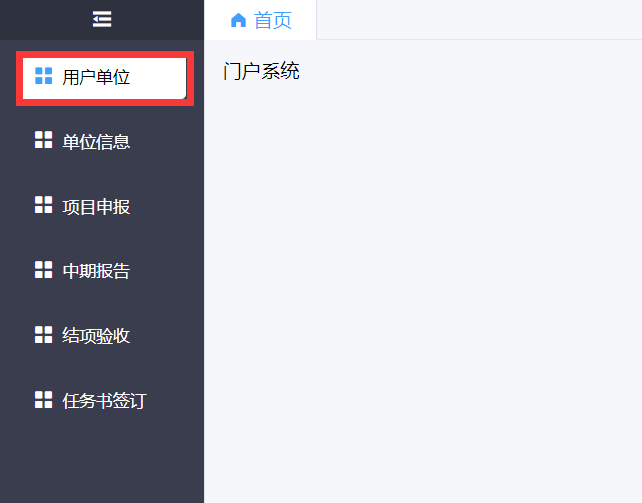 首页
用户单位
门户系统
单位信息
项目申报
中期报告
结项验收
任务书签订